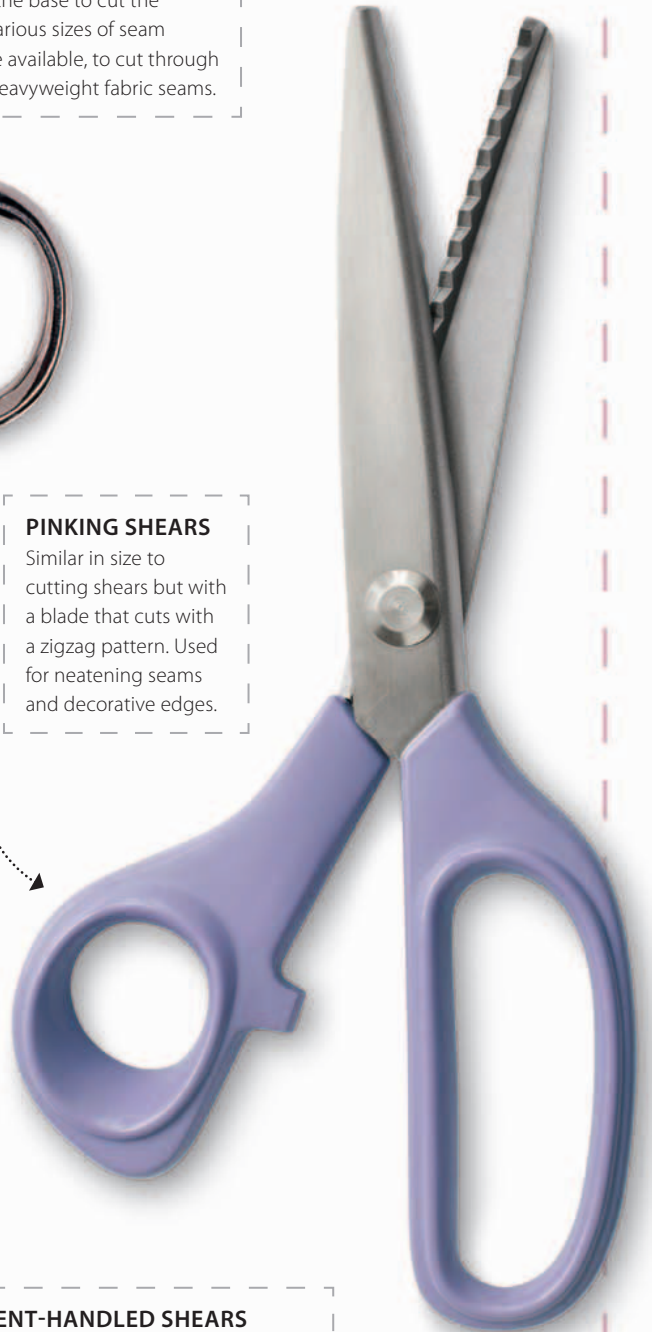 the base to cut the
arious sizes of seam
e available, to cut through
eavyweight fabric seams.
PINKING SHEARS
Similar in size to
cutting shears but with
a blade that cuts with
a zigzag pattern. Used
for neatening seams
and decorative edges.
ENT-HANDLED SHEARS